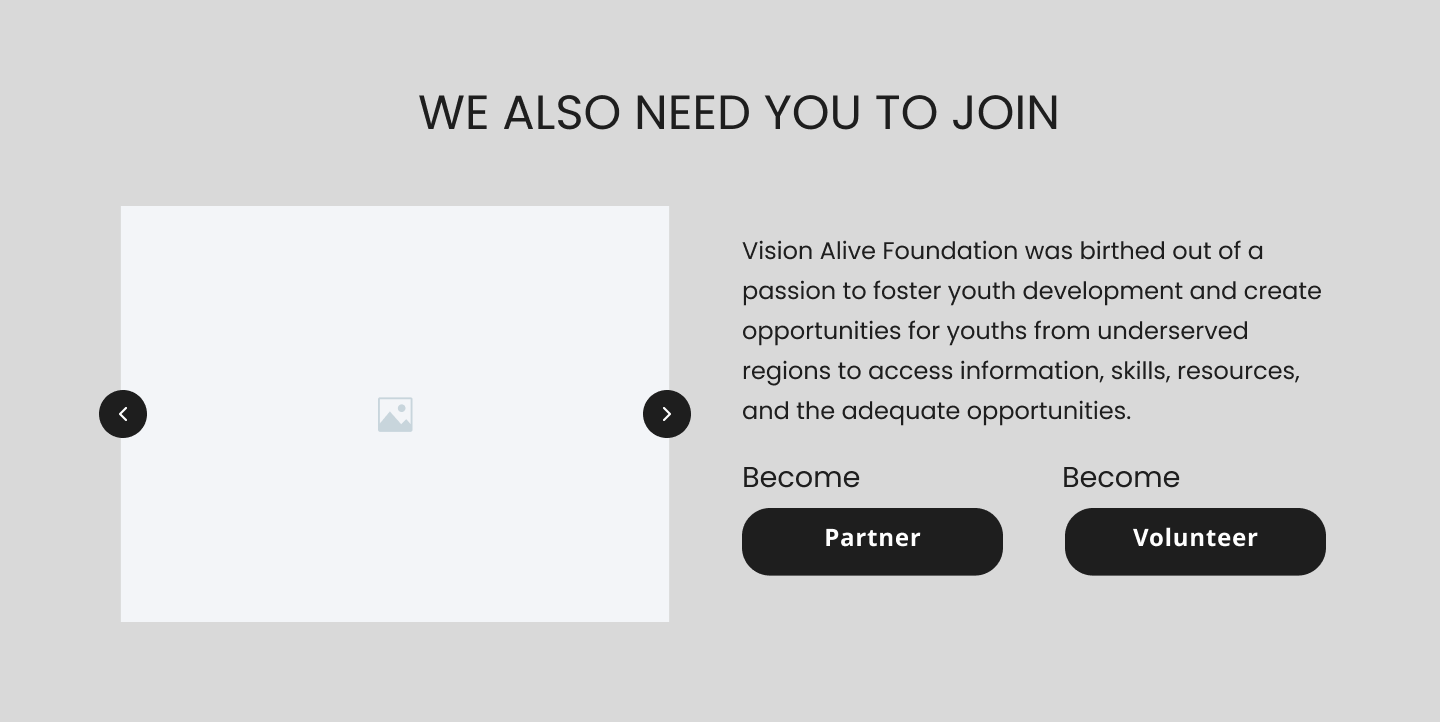 WE ALSO NEED YOU TO JOIN
Vision Alive Foundation was birthed out of a
passion to foster youth development and create
opportunities for youths from underserved
regions to access information, skills, resources,
and the adequate opportunities.
Become
Partner
Become
Volunteer